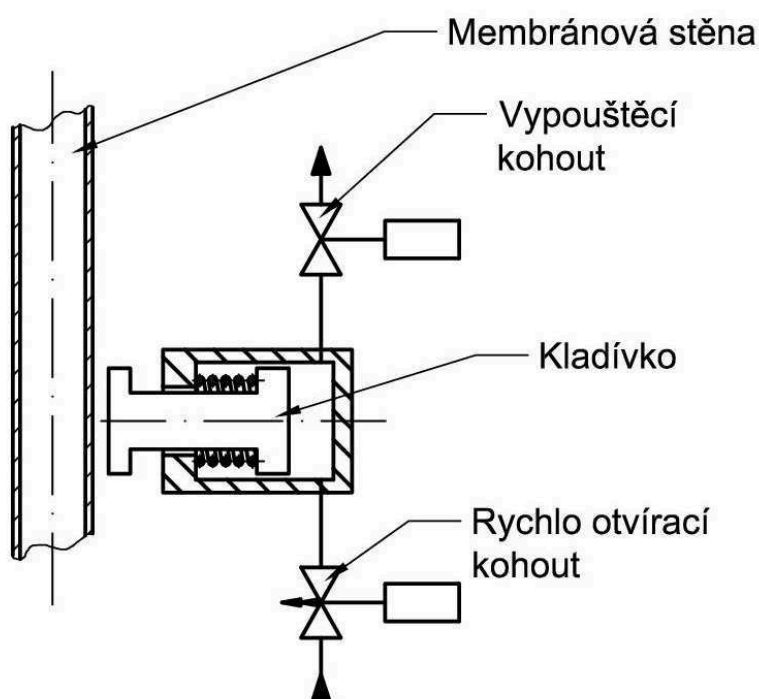 Membránová stěna
Vypouštěcí
kohout
Kladívko
Rychlo otvírací
kohout